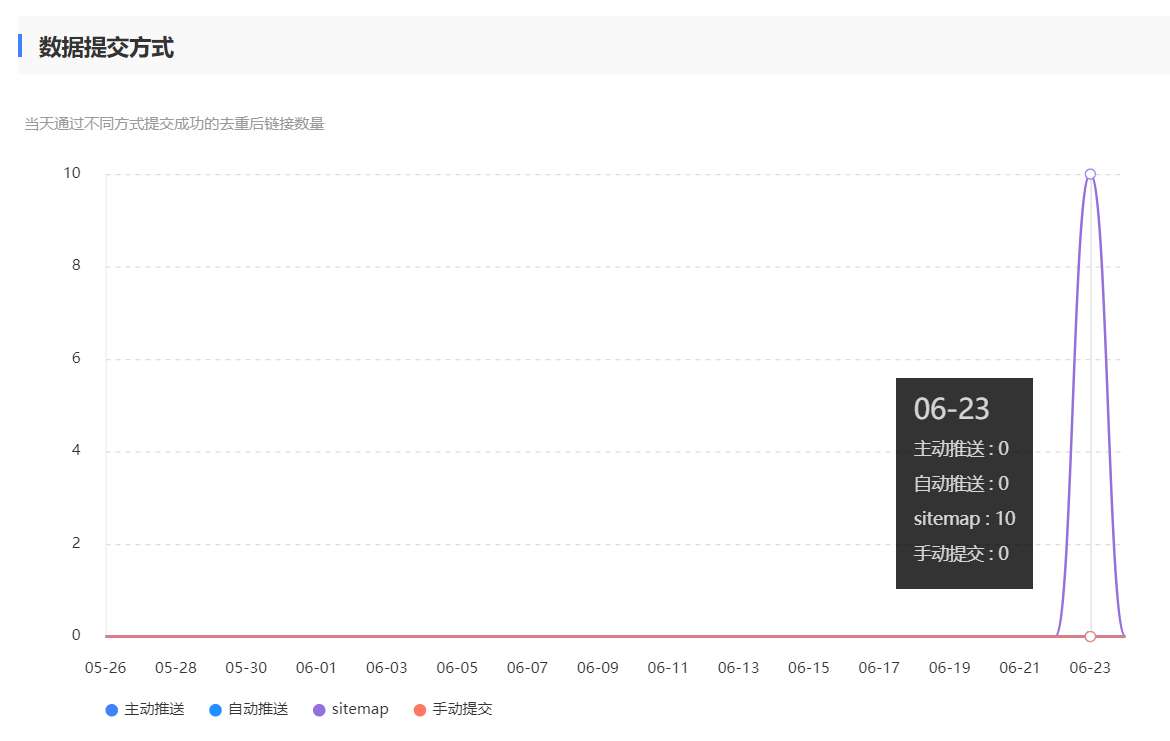 数据提交方式
当天通过不同方式提交成功的去重后链接数量
10
8
6
4
2
0
06-23
主动推送 : 0
自动推送 : 0
sitemap : 10
手动提交 : 0
05-26 05-28 05-30 06-01 06-03 06-05 06-07 06-09 06-11 06-13 06-15 06-17 06-19 06-21 06-23
主动推送 自动推送 sitemap 手动提交